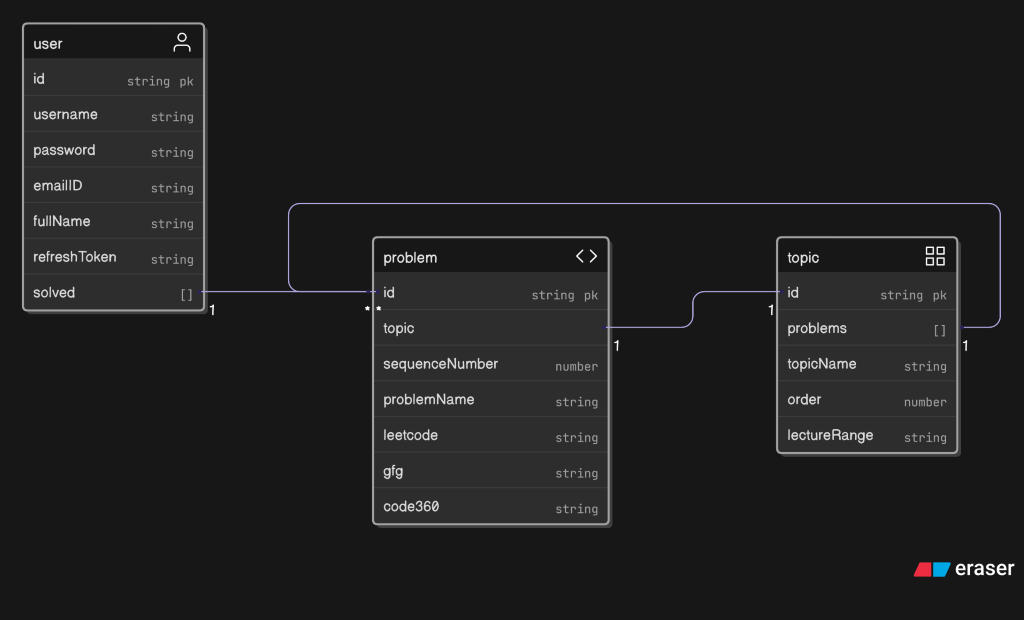 user
id string pk
username string
password string
emailID string
fullName string
refreshToken string
solved []
1
* *
problem
id string pk
topic
1
sequenceNumber number
problemName string
leetcode string
gfg string
code360 string
topic
id string pk
1
problems []
1
topicName string
order number
lectureRange string
eraser